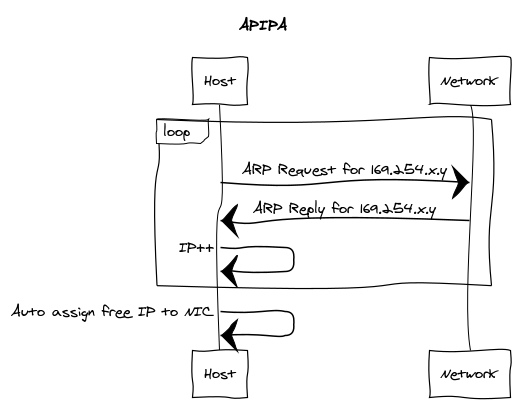 APIPA
Host
Network
loop
ARP Request for 169.254.x.y
ARP Reply for 169.254.x.y
IP++
Auto assign free IP to NIC
Host
Network